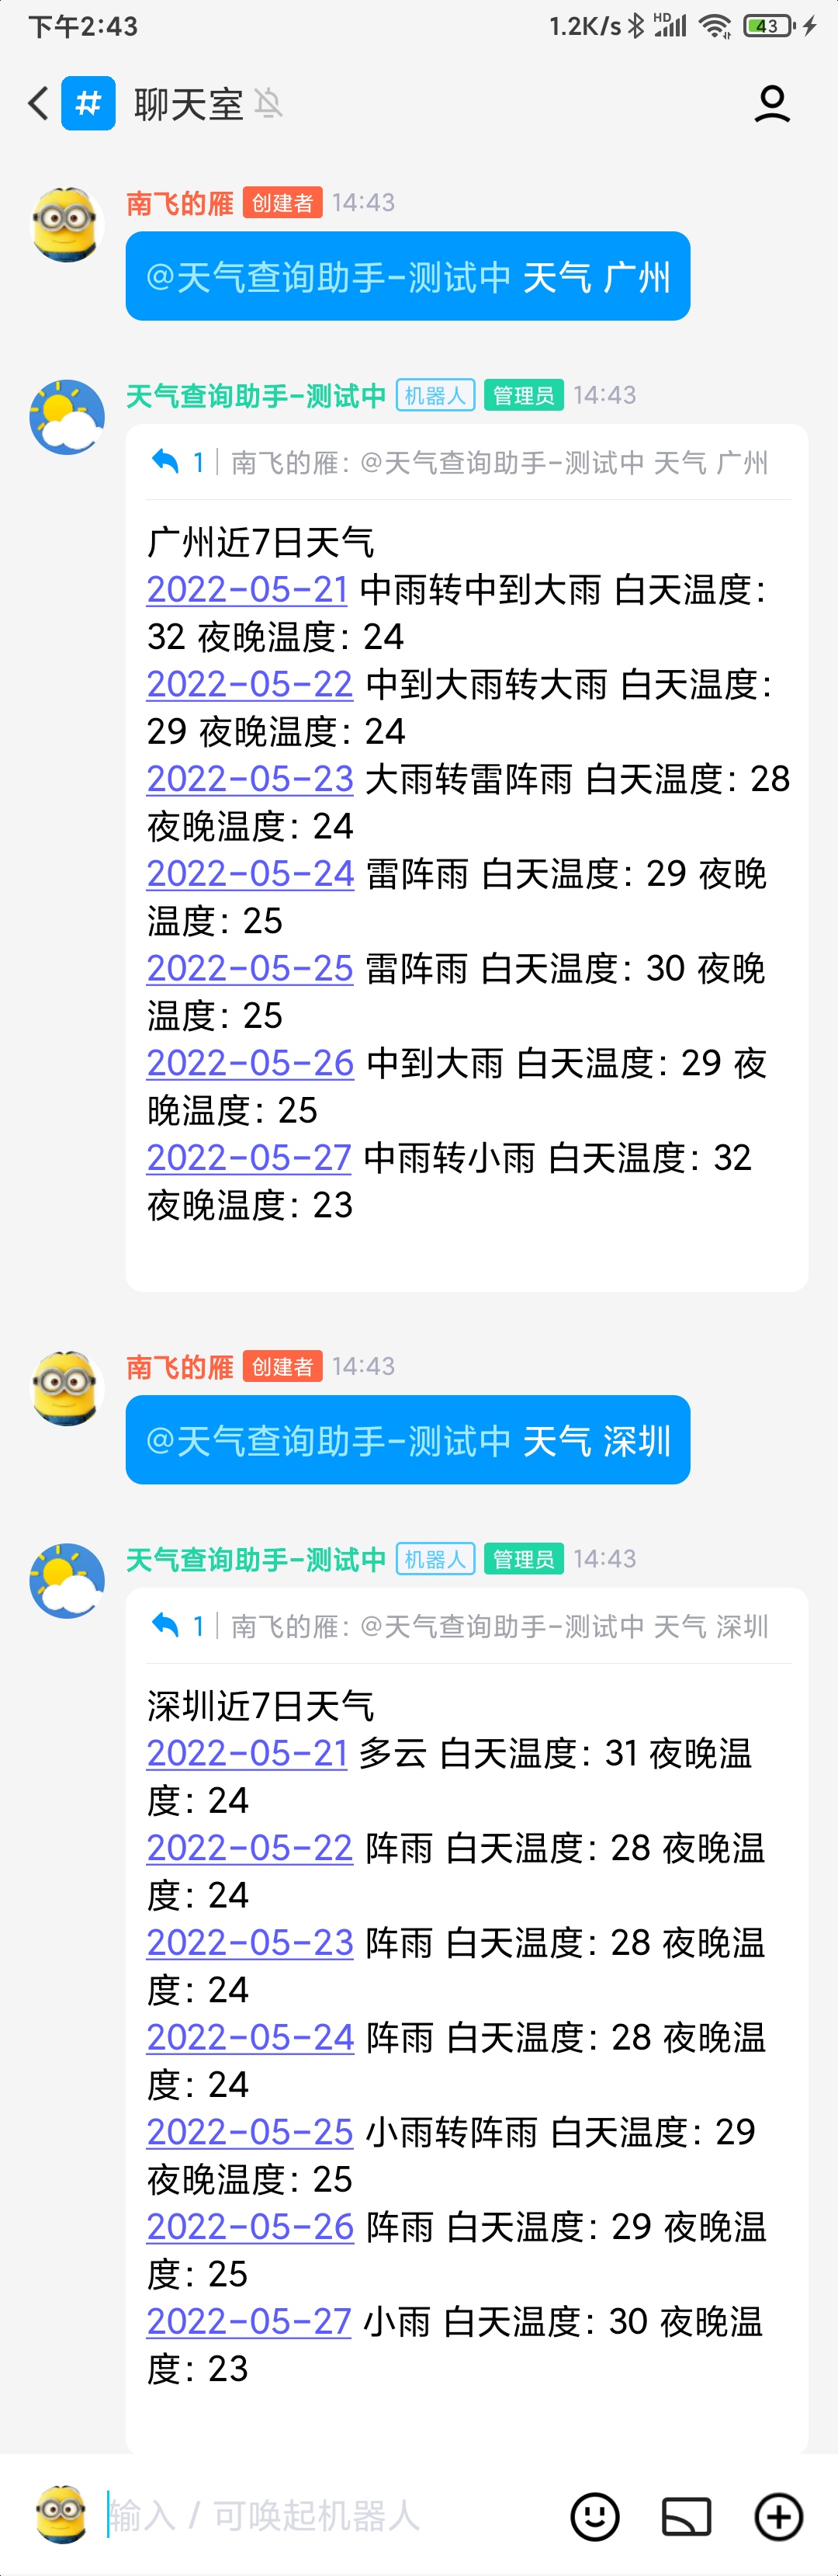 下午2:43 1.2K/s HD 43
# 聊天室
南飞的雁 创建者 14:43
@天气查询助手-测试中 天气 广州
天气查询助手-测试中 机器人 管理员 14:43
1 南飞的雁: @天气查询助手-测试中 天气 广州
广州近7日天气
2022-05-21 中雨转中到大雨 白天温度:
32 夜晚温度: 24
2022-05-22 中到大雨转大雨 白天温度:
29 夜晚温度: 24
2022-05-23 大雨转雷阵雨 白天温度: 28
夜晚温度: 24
2022-05-24 雷阵雨 白天温度: 29 夜晚
温度: 25
2022-05-25 雷阵雨 白天温度: 30 夜晚
温度: 25
2022-05-26 中到大雨 白天温度: 29 夜
晚温度: 25
2022-05-27 中雨转小雨 白天温度: 32
夜晚温度: 23
南飞的雁 创建者 14:43
@天气查询助手-测试中 天气 深圳
天气查询助手-测试中 机器人 管理员 14:43
1 南飞的雁: @天气查询助手-测试中 天气 深圳
深圳近7日天气
2022-05-21 多云 白天温度: 31 夜晚温
度: 24
2022-05-22 阵雨 白天温度: 28 夜晚温
度: 24
2022-05-23 阵雨 白天温度: 28 夜晚温
度: 24
2022-05-24 阵雨 白天温度: 28 夜晚温
度: 24
2022-05-25 小雨转阵雨 白天温度: 29
夜晚温度: 25
2022-05-26 阵雨 白天温度: 29 夜晚温
度: 25
2022-05-27 小雨 白天温度: 30 夜晚温
度: 23
输入 / 可唤起机器人